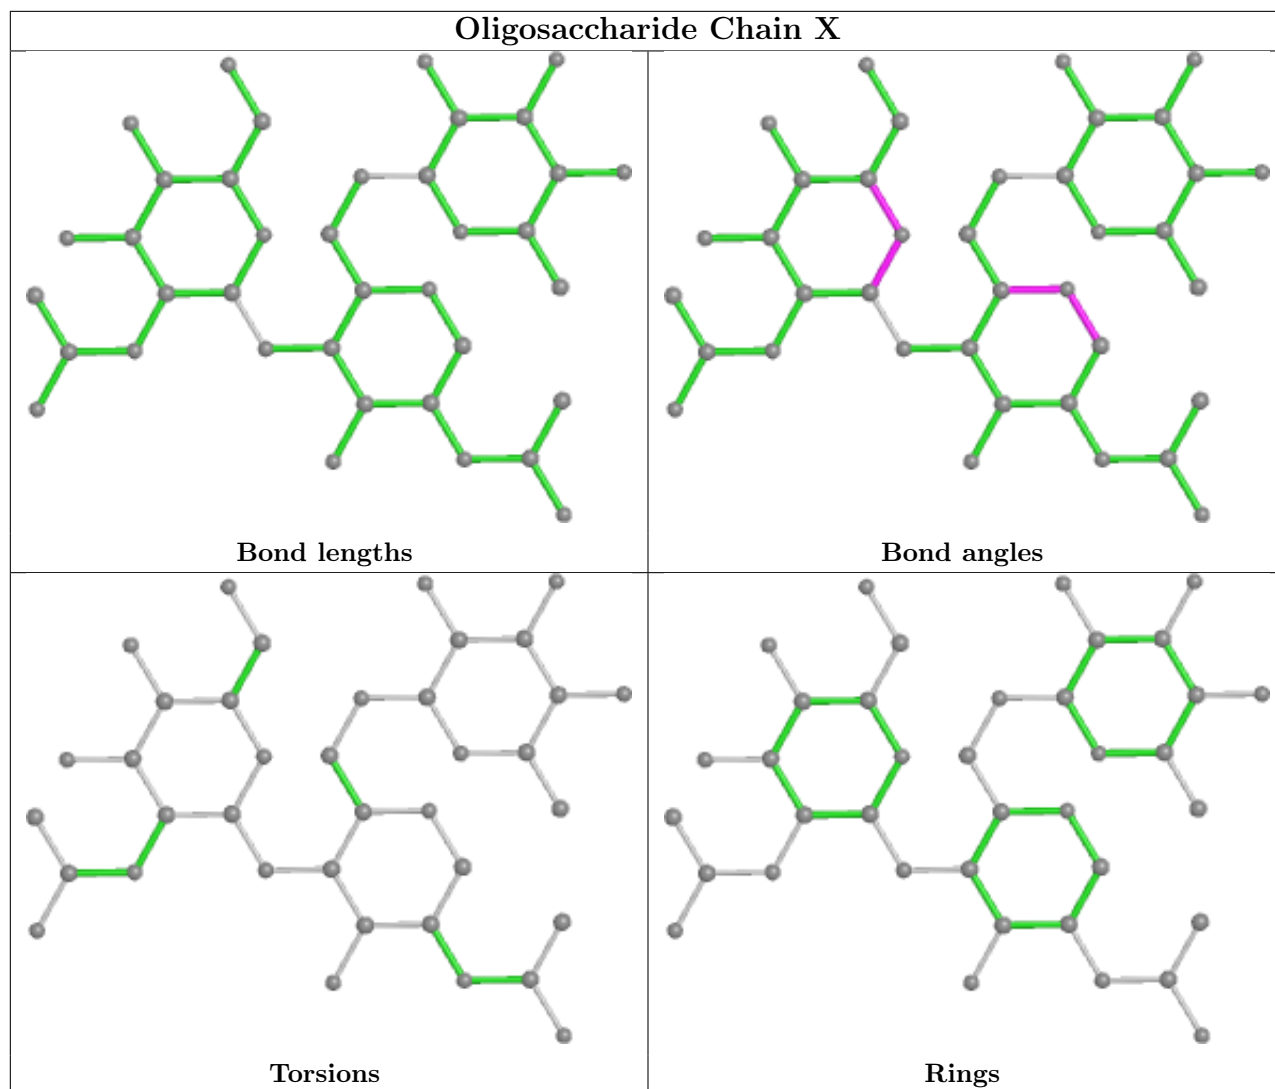 Oligosaccharide Chain X
Bond lengths
Bond angles
Torsions
Rings